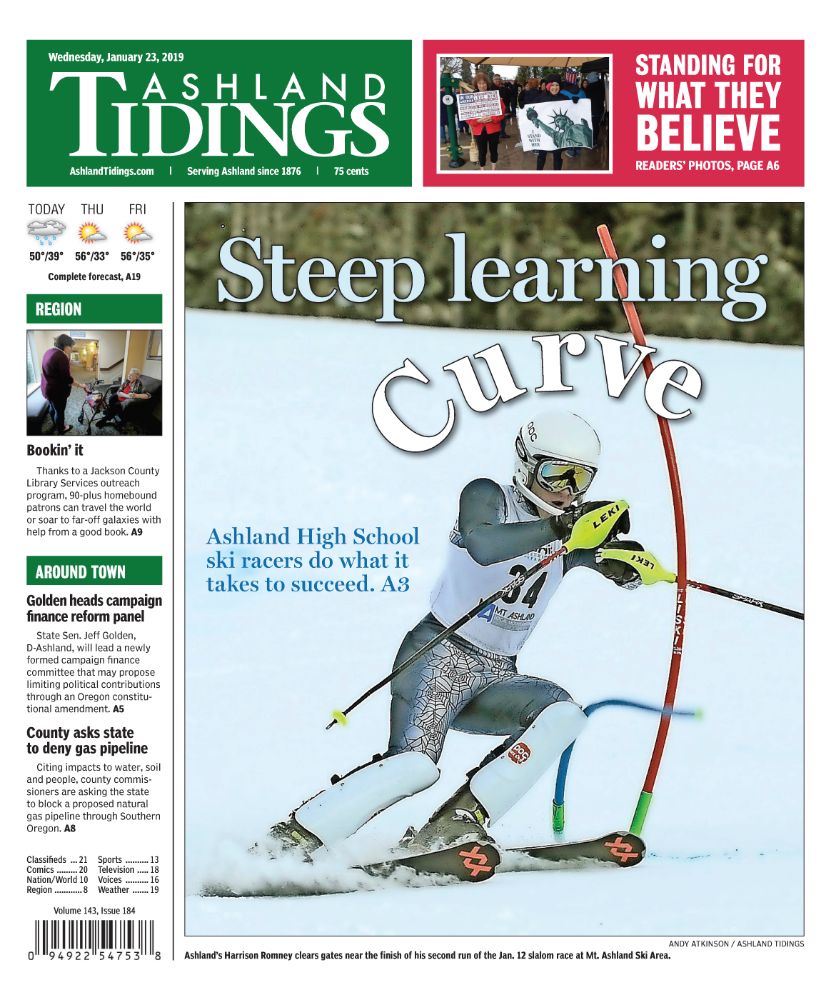 Wednesday, January 23, 2019
ASHLAND
TIDINGS
AshlandTidings.com | Serving Ashland since 1876 | 75 cents
STANDING FOR
WHAT THEY
BELIEVE
READERS' PHOTOS, PAGE A6
I
STAND
WITH
HER
TODAY THU FRI
50°/39° 56°/33° 56°/35°
Complete forecast, A19
REGION
Bookin' it
Thanks to a Jackson County
Library Services outreach
program, 90-plus homebound
patrons can travel the world
or soar to far-off galaxies with
help from a good book. A9
AROUND TOWN
Golden heads campaign
finance reform panel
State Sen. Jeff Golden,
D-Ashland, will lead a newly
formed campaign finance
committee that may propose
limiting political contributions
through an Oregon constitu-
tional amendment. A5
County asks state
to deny gas pipeline
Citing impacts to water, soil
and people, county commis-
sioners are asking the state
to block a proposed natural
gas pipeline through Southern
Oregon. A8
Classifieds ... 21 Sports .......... 13
Comics ......... 20 Television ..... 18
Nation/World 10 Voices .......... 16
Region ............ 8 Weather ....... 19
Volume 143, Issue 184
0 94922 54753 8
Steep learning
Curve
Ashland High School
ski racers do what it
takes to succeed. A3
POC
LEKI
LEKI
34
MT. ASHLAND
LISKI
POC
ANDY ATKINSON / ASHLAND TIDINGS
Ashland's Harrison Romney clears gates near the finish of his second run of the Jan. 12 slalom race at Mt. Ashland Ski Area.